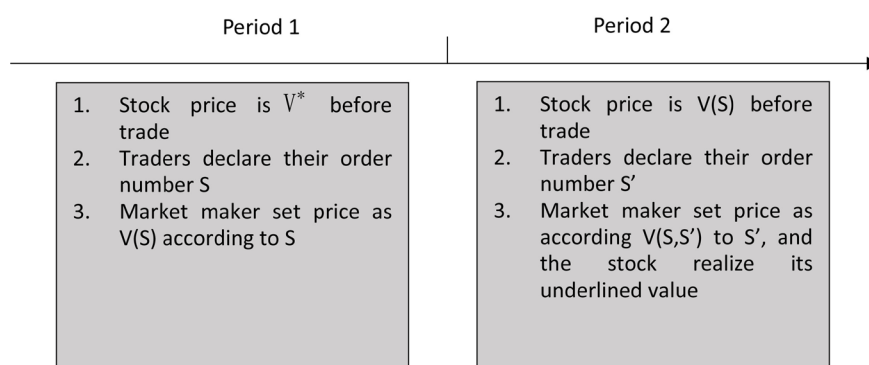 Period 1
Period 2
1. Stock price is V* before
trade
2. Traders declare their order
number S
3. Market maker set price as
V(S) according to S
1. Stock price is V(S) before
trade
2. Traders declare their order
number S’
3. Market maker set price as
according V(S,S’) to S’, and
the stock realize its
underlined value